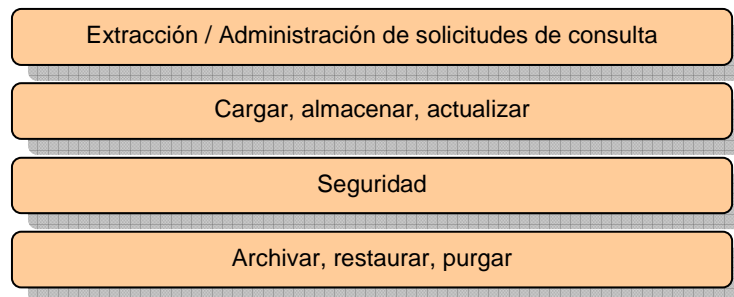 Extracción / Administración de solicitudes de consulta
Cargar, almacenar, actualizar
Seguridad
Archivar, restaurar, purgar